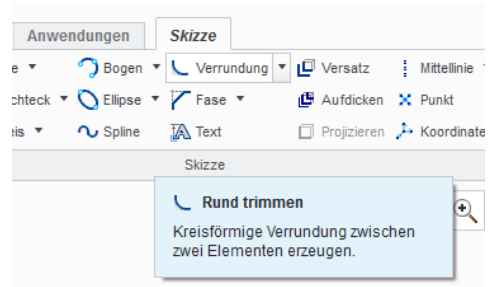 Anwendungen Skizze
e Bogen Verrundung Versatz Mittellinie
chteck Ellipse Fase Aufdicken Punkt
eis Spline Text Projizieren Koordinate
Skizze
Rund trimmen
Kreisförmige Verrundung zwischen
zwei Elementen erzeugen.